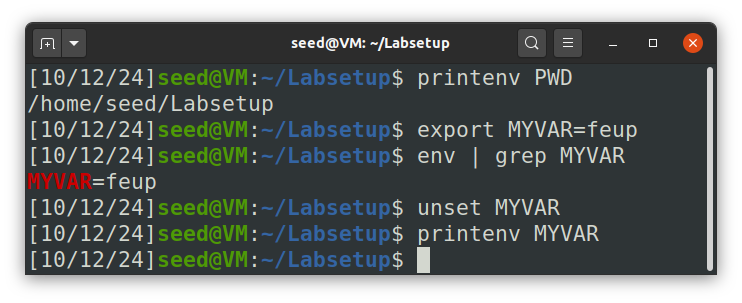 seed@VM: ~/Labsetup
[10/12/24]seed@VM:~/Labsetup$ printenv PWD
/home/seed/Labsetup
[10/12/24]seed@VM:~/Labsetup$ export MYVAR=feup
[10/12/24]seed@VM:~/Labsetup$ env | grep MYVAR
MYVAR=feup
[10/12/24]seed@VM:~/Labsetup$ unset MYVAR
[10/12/24]seed@VM:~/Labsetup$ printenv MYVAR
[10/12/24]seed@VM:~/Labsetup$